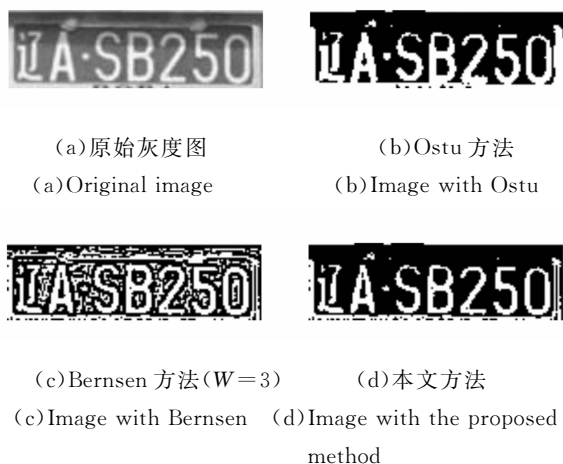 辽A·SB250
辽A·SB250
(a)原始灰度图
(b)Ostu 方法
(a)Original image
(b)Image with Ostu
辽A·SB250
辽A·SB250
(c)Bernsen 方法(W=3)
(d)本文方法
(c)Image with Bernsen
(d)Image with the proposed
method